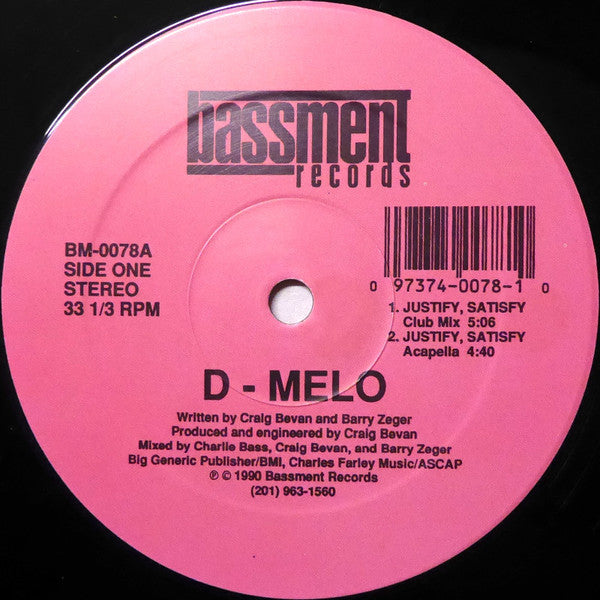 bassment
records
BM-0078A
SIDE ONE
STEREO
33 1/3 RPM
0 97374-0078-1 0
1. JUSTIFY, SATISFY
Club Mix 5:06
2. JUSTIFY, SATISFY
Acapella 4:40
D - MELO
Written by Craig Bevan and Barry Zeger
Produced and engineered by Craig Bevan
Mixed by Charlie Bass, Craig Bevan, and Barry Zeger
Big Generic Publisher/BMI, Charles Farley Music/ASCAP
℗ © 1990 Bassment Records
(201) 963-1560